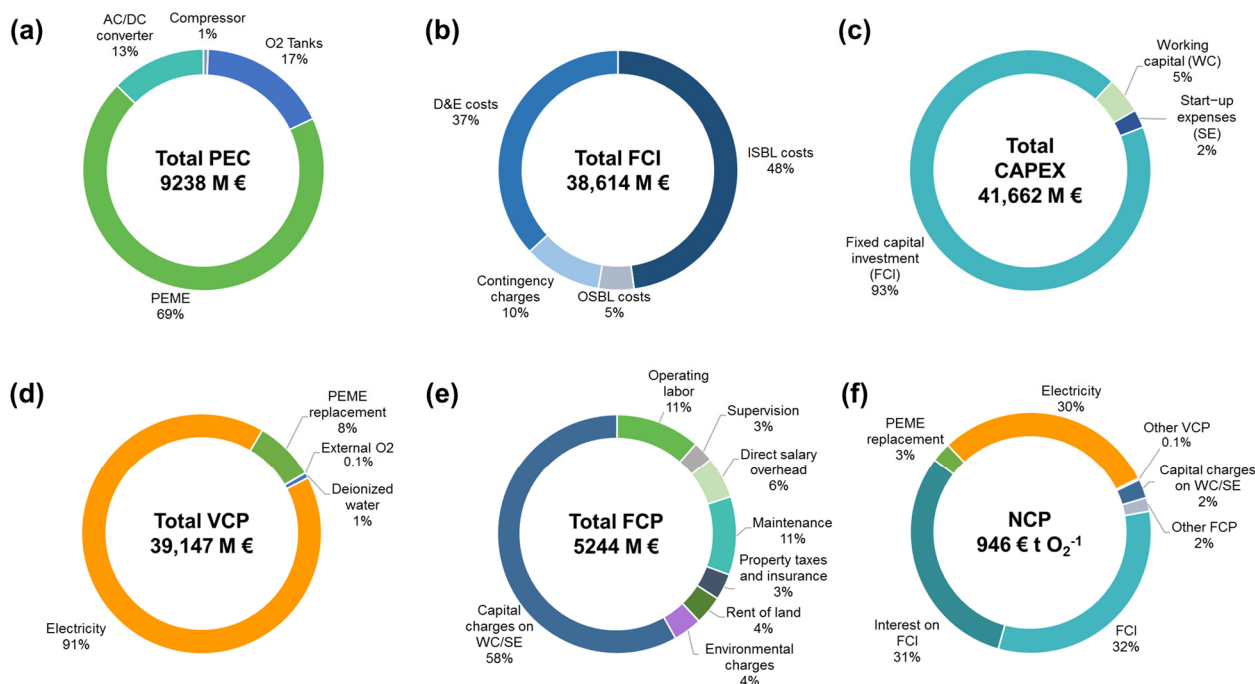 (a)
AC/DC
converter
13%
Compressor
1%
O2 Tanks
17%
Total PEC
9238 M €
PEME
69%
(b)
D&E costs
37%
ISBL costs
48%
Total FCI
38,614 M €
Contingency
charges
10%
OSBL costs
5%
(c)
Working
capital (WC)
5%
Start-up
expenses
(SE)
2%
Total
CAPEX
41,662 M €
Fixed capital
investment
(FCI)
93%
(d)
PEME
replacement
8%
External O2
0.1%
Deionized
water
1%
Total VCP
39,147 M €
Electricity
91%
(e)
Operating
labor
11%
Supervision
3%
Direct salary
overhead
6%
Maintenance
11%
Total FCP
5244 M €
Property taxes
and insurance
3%
Rent of land
4%
Environmental
charges
4%
Capital
charges on
WC/SE
58%
(f)
Electricity
30%
PEME
replacement
3%
Other VCP
0.1%
Capital charges
on WC/SE
2%
Other FCP
2%
NCP
946 € t O₂⁻¹
Interest on
FCI
31%
FCI
32%